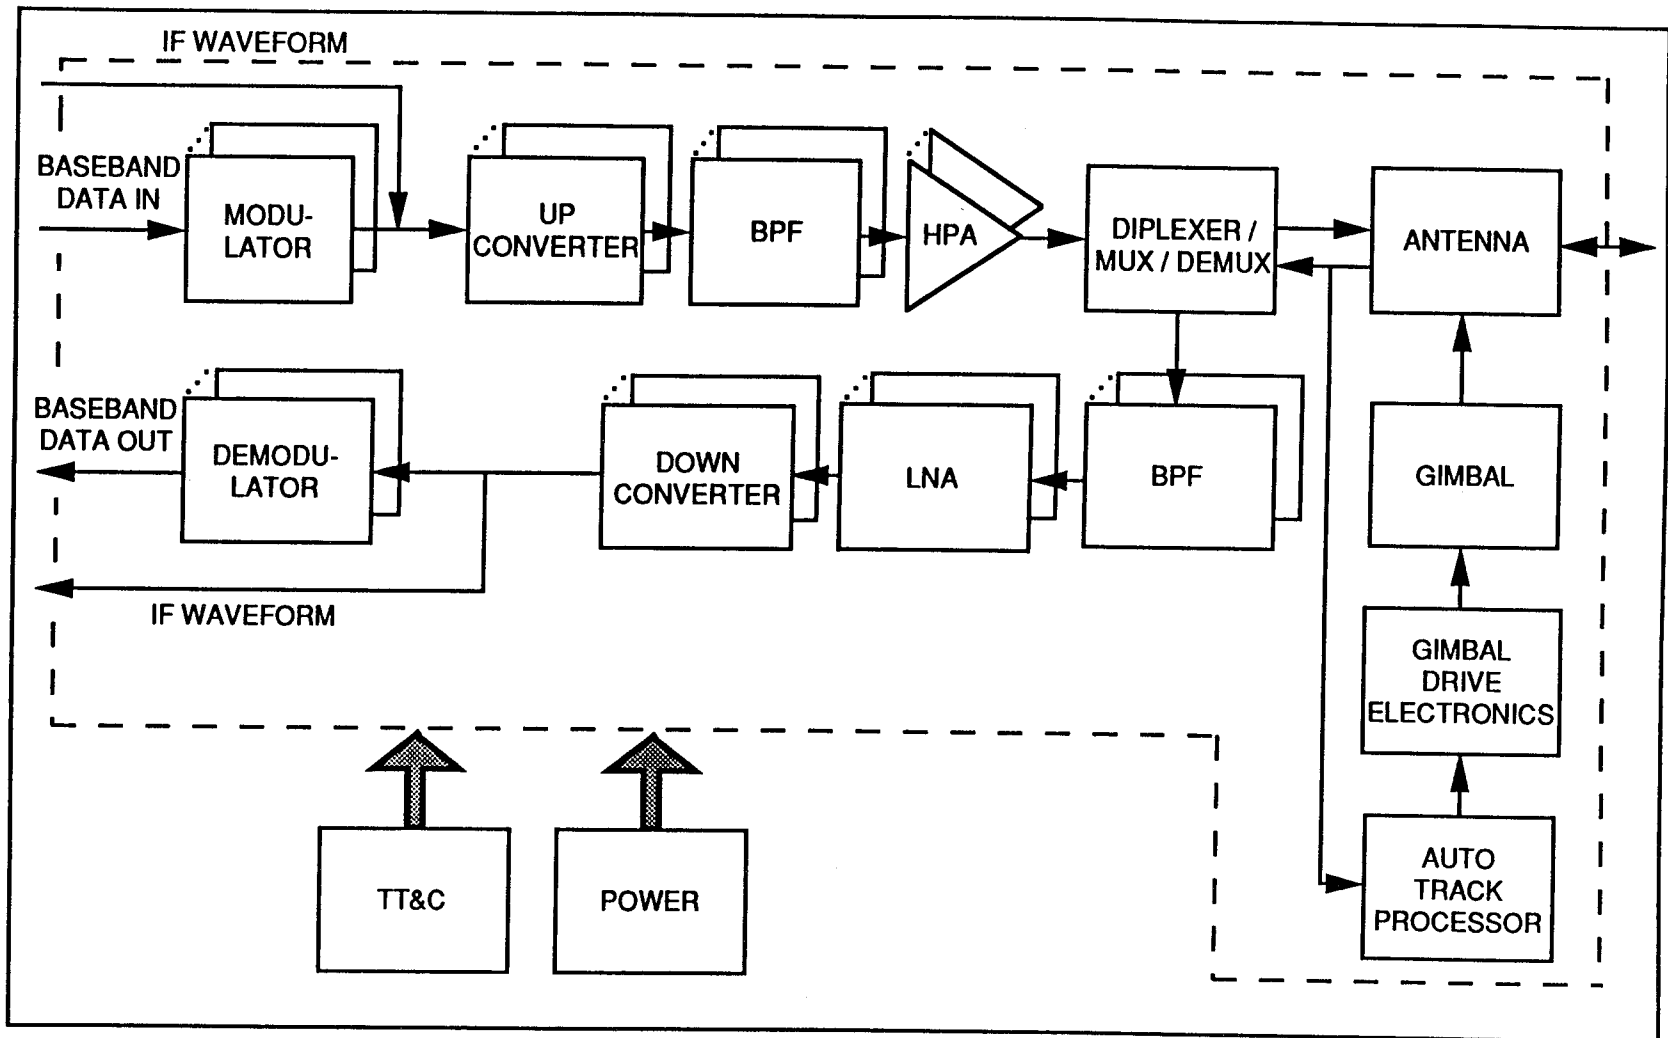 IF WAVEFORM
BASEBAND
DATA IN
MODU-
LATOR
UP
CONVERTER
BPF
HPA
DIPLEXER /
MUX / DEMUX
ANTENNA
BASEBAND
DATA OUT
DEMODU-
LATOR
DOWN
CONVERTER
LNA
BPF
GIMBAL
IF WAVEFORM
GIMBAL
DRIVE
ELECTRONICS
TT&C
POWER
AUTO
TRACK
PROCESSOR